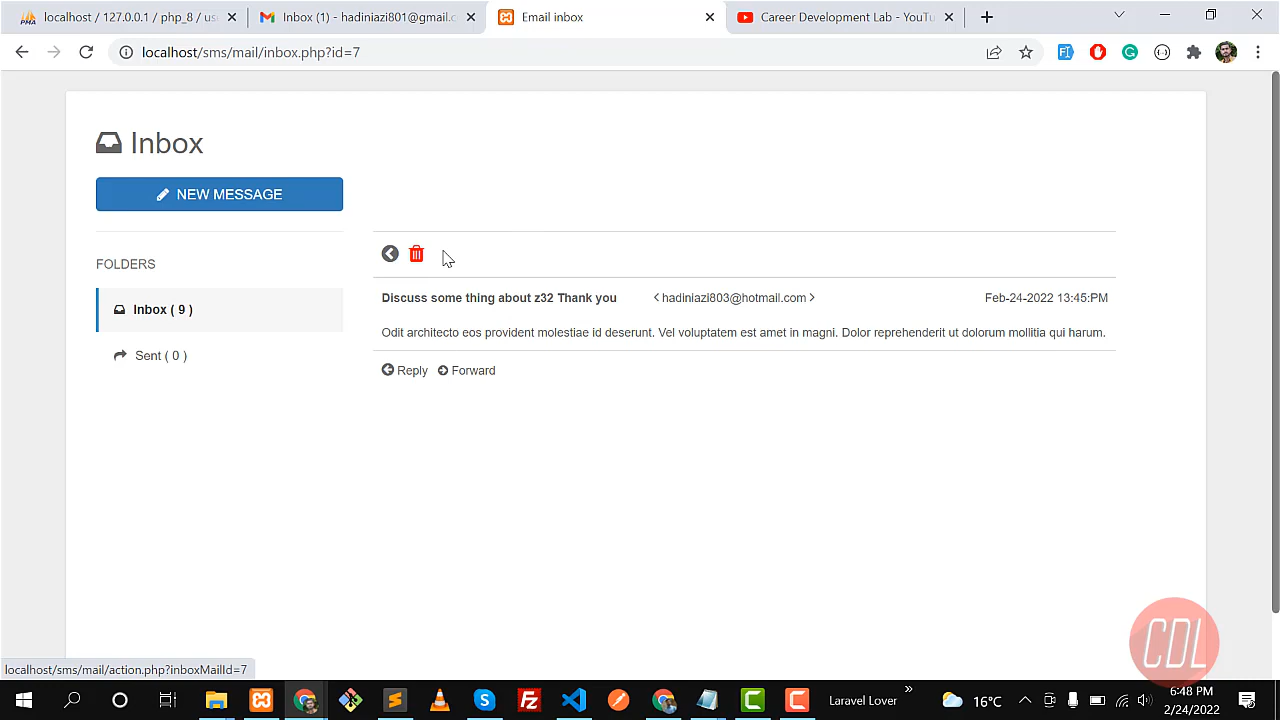 localhost / 127.0.0.1 / php_8 / us
Inbox (1) - hadiniazi801@gmail.c
Email inbox
Career Development Lab - YouTu
localhost/sms/mail/inbox.php?id=7
Inbox
NEW MESSAGE
FOLDERS
Inbox ( 9 )
Sent ( 0 )
Discuss some thing about z32 Thank you
hadiniazi803@hotmail.com
Feb-24-2022 13:45:PM
Odit architecto eos provident molestiae id deserunt. Vel voluptatem est amet in magni. Dolor reprehenderit ut dolorum mollitia qui harum.
Reply
Forward
CDL
localhost/sms/mail/action.php?inboxMailId=7
Laravel Lover
16°C
6:48 PM
2/24/2022